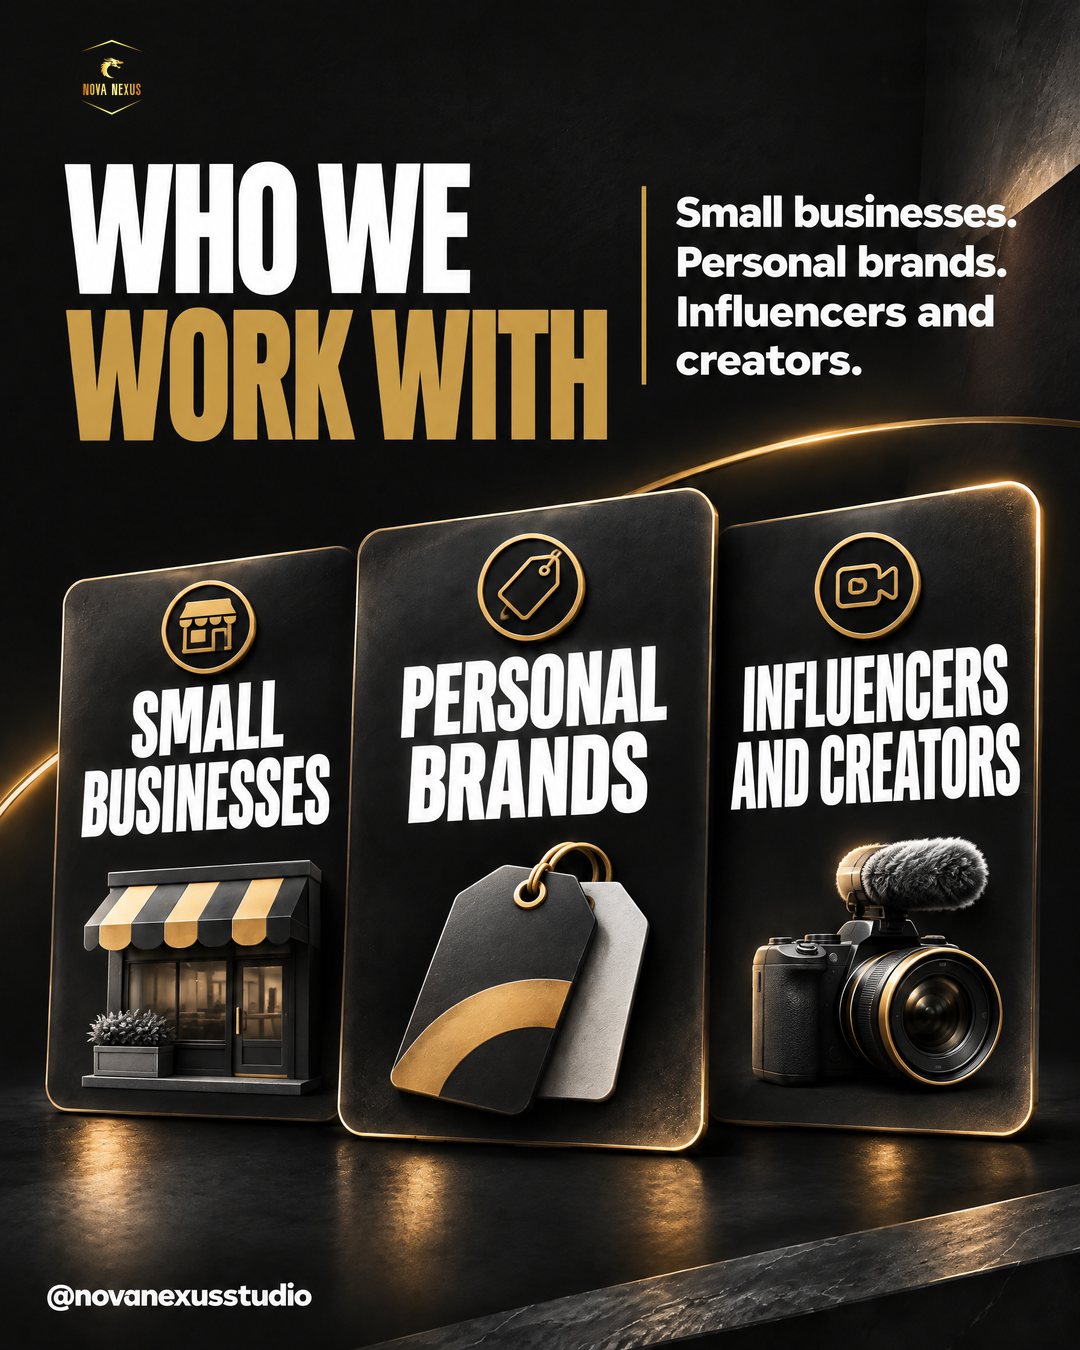 NOVA NEXUS
WHO WE
WORK WITH
Small businesses.
Personal brands.
Influencers and
creators.
SMALL
BUSINESSES
PERSONAL
BRANDS
INFLUENCERS
AND CREATORS
@novanexusstudio